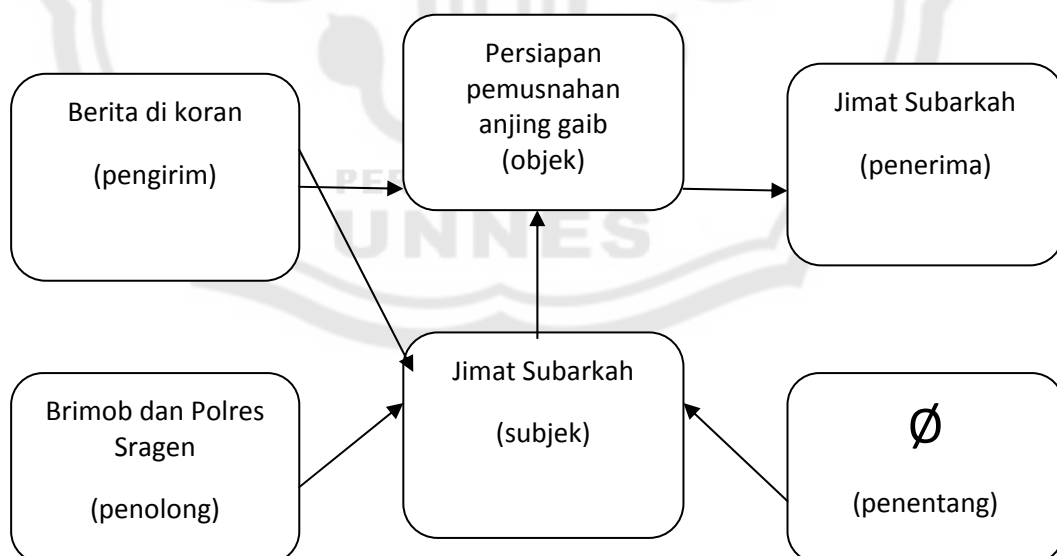 Berita di koran
(pengirim)
Persiapan
pemusnahan
anjing gaib
(objek)
Jimat Subarkah
(penerima)
Brimob dan Polres
Sragen
(penolong)
Jimat Subarkah
(subjek)
Ø
(penentang)
UNNES